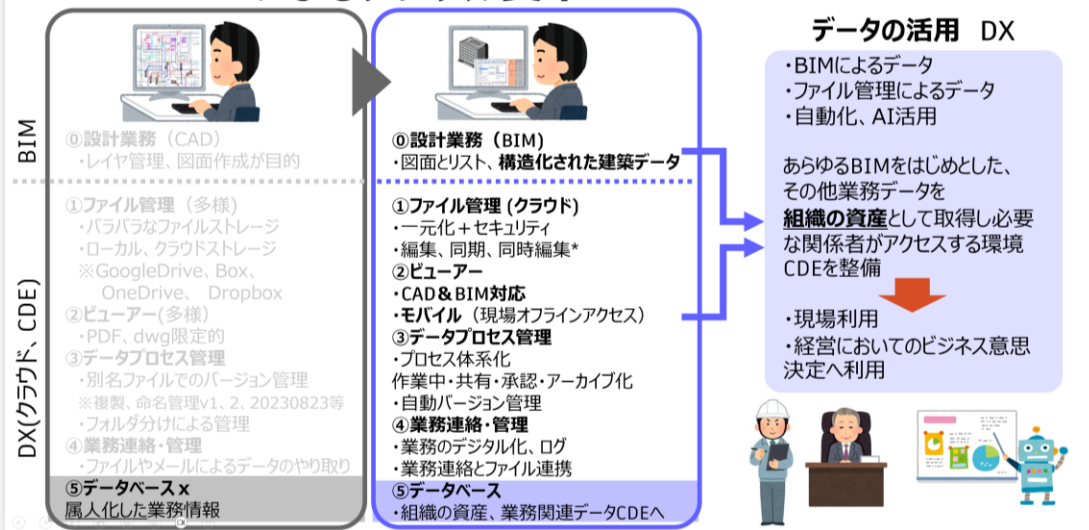 BIM
DX(クラウド、CDE)
⓪設計業務（CAD）
・レイヤ管理、図面作成が目的
①ファイル管理（多様)
・バラバラなファイルストレージ
・ローカル、クラウドストレージ
※GoogleDrive、Box、
OneDrive、 Dropbox
②ビューアー(多様）
・PDF、dwg限定的
③データプロセス管理
・別名ファイルでのバージョン管理
※複製、命名管理v1、2、20230823等
・フォルダ分けによる管理
④業務連絡・管理
・ファイルやメールによるデータのやり取り
⑤データベースx
属人化した業務情報
⓪設計業務（BIM)
・図面とリスト、構造化された建築データ
①ファイル管理 (クラウド)
・一元化＋セキュリティ
・編集、同期、同時編集*
②ビューアー
・CAD＆BIM対応
・モバイル（現場オフラインアクセス）
③データプロセス管理
・プロセス体系化
作業中・共有・承認・アーカイブ化
・自動バージョン管理
④業務連絡・管理
・業務のデジタル化、ログ
・業務連絡とファイル連携
⑤データベース
・組織の資産、業務関連データCDEへ
データの活用 DX
・BIMによるデータ
・ファイル管理によるデータ
・自動化、AI活用
あらゆるBIMをはじめとした、
その他業務データを
組織の資産として取得し必要
な関係者がアクセスする環境
CDEを整備
・現場利用
・経営においてのビジネス意思
決定へ利用